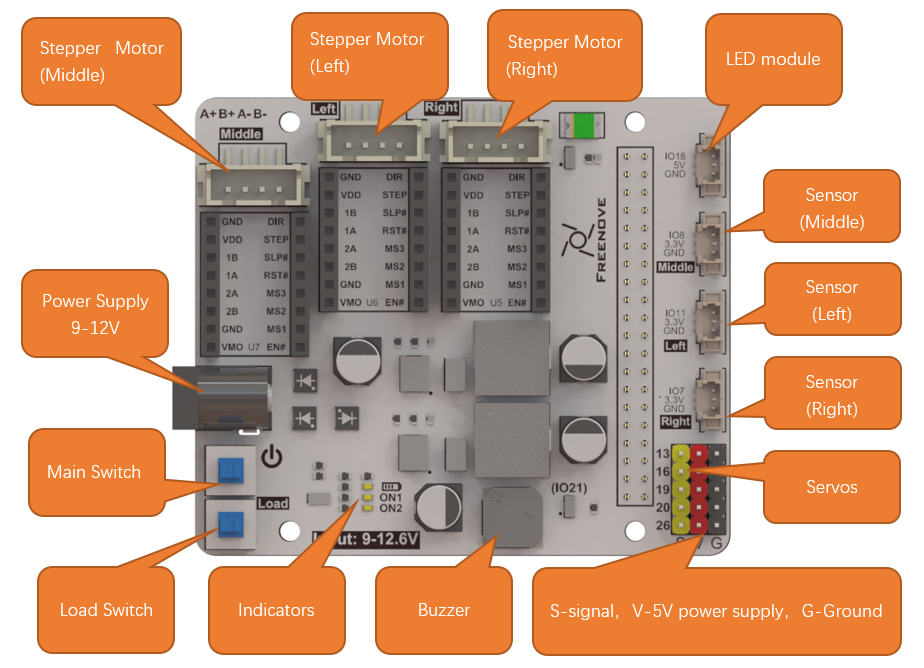 Stepper Motor
(Middle)
Stepper Motor
(Left)
Stepper Motor
(Right)
LED module
A+B+A-B-
Middle
Left
Right
IO18
5V
GND
Sensor
(Middle)
IO8
3.3V
GND
Middle
Sensor
(Left)
IO11
3.3V
GND
Left
Sensor
(Right)
IO7
3.3V
GND
Right
GND DIR
VDD STEP
1B SLP#
1A RST#
2A MS3
2B MS2
GND MS1
VMO U7 EN#
GND DIR
VDD STEP
1B SLP#
1A RST#
2A MS3
2B MS2
GND MS1
VMO U6 EN#
GND DIR
VDD STEP
1B SLP#
1A RST#
2A MS3
2B MS2
GND MS1
VMO U5 EN#
FREENOVE
Power Supply
9-12V
Main Switch
Load
ON1
ON2
(IO21)
13
16
19
20
26
G
Servos
9-12.6V
Load Switch
Indicators
Buzzer
S-signal, V-5V power supply, G-Ground